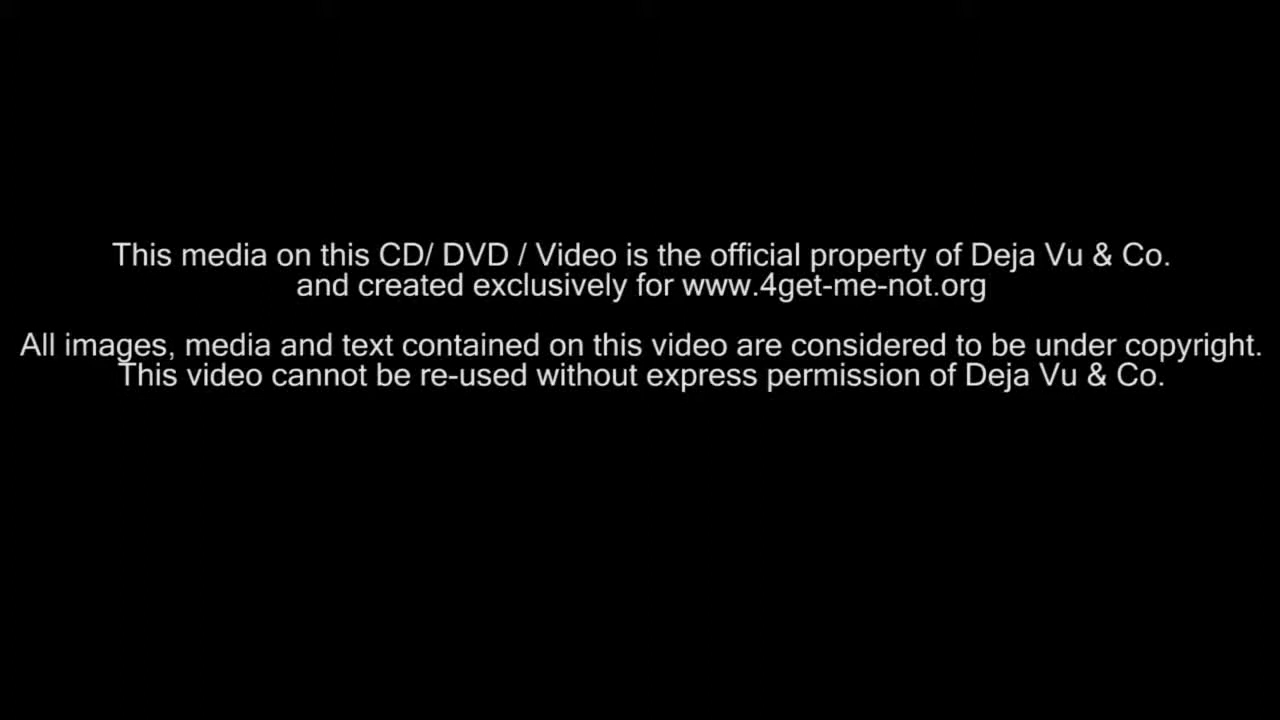 This media on this CD/ DVD / Video is the official property of Deja Vu & Co.
and created exclusively for www.4get-me-not.org
All images, media and text contained on this video are considered to be under copyright.
This video cannot be re-used without express permission of Deja Vu & Co.